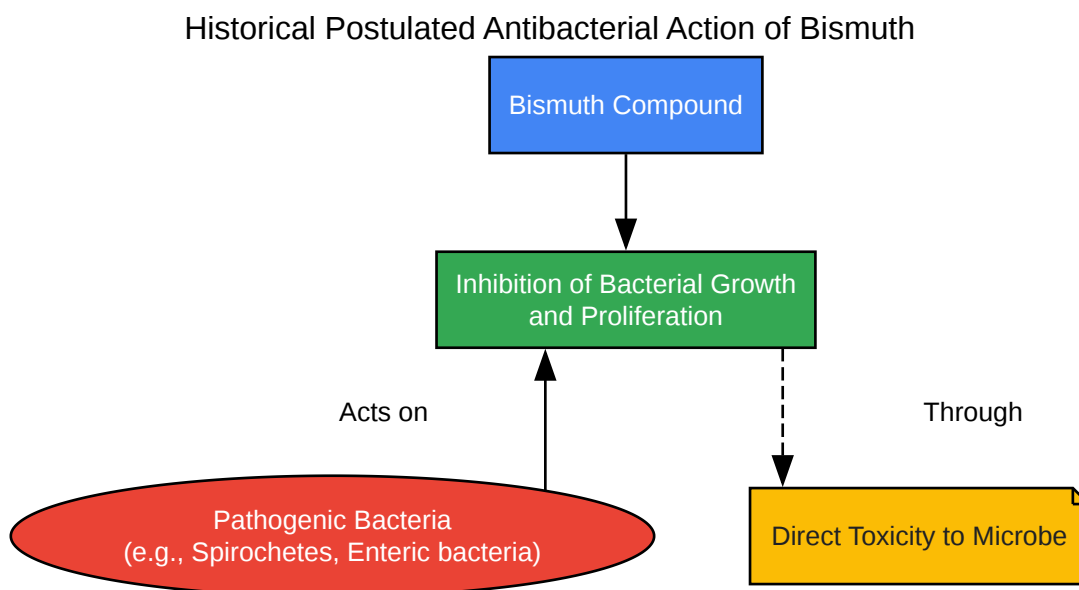 Historical Postulated Antibacterial Action of Bismuth
Bismuth Compound
Inhibition of Bacterial Growth
and Proliferation
Acts on
Through
Pathogenic Bacteria
(e.g., Spirochetes, Enteric bacteria)
Direct Toxicity to Microbe